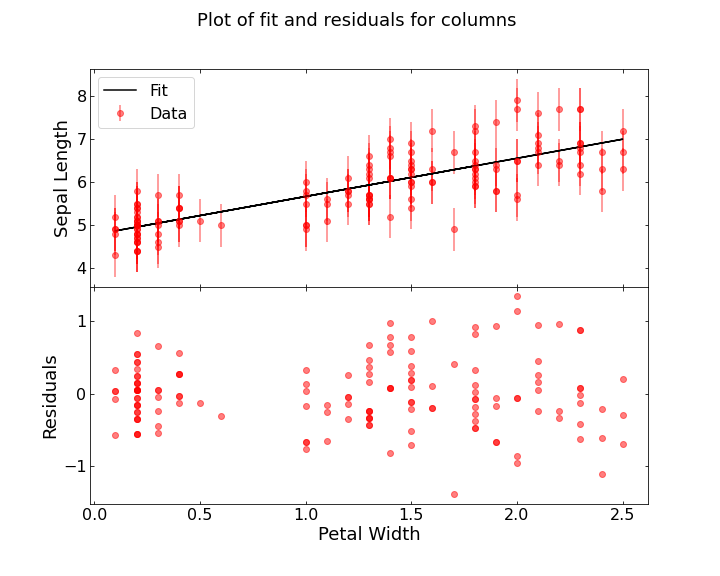 Plot of fit and residuals for columns
Fit
Data
Sepal Length
8
7
6
5
4
Residuals
1
0
−1
0.0 0.5 1.0 1.5 2.0 2.5
Petal Width